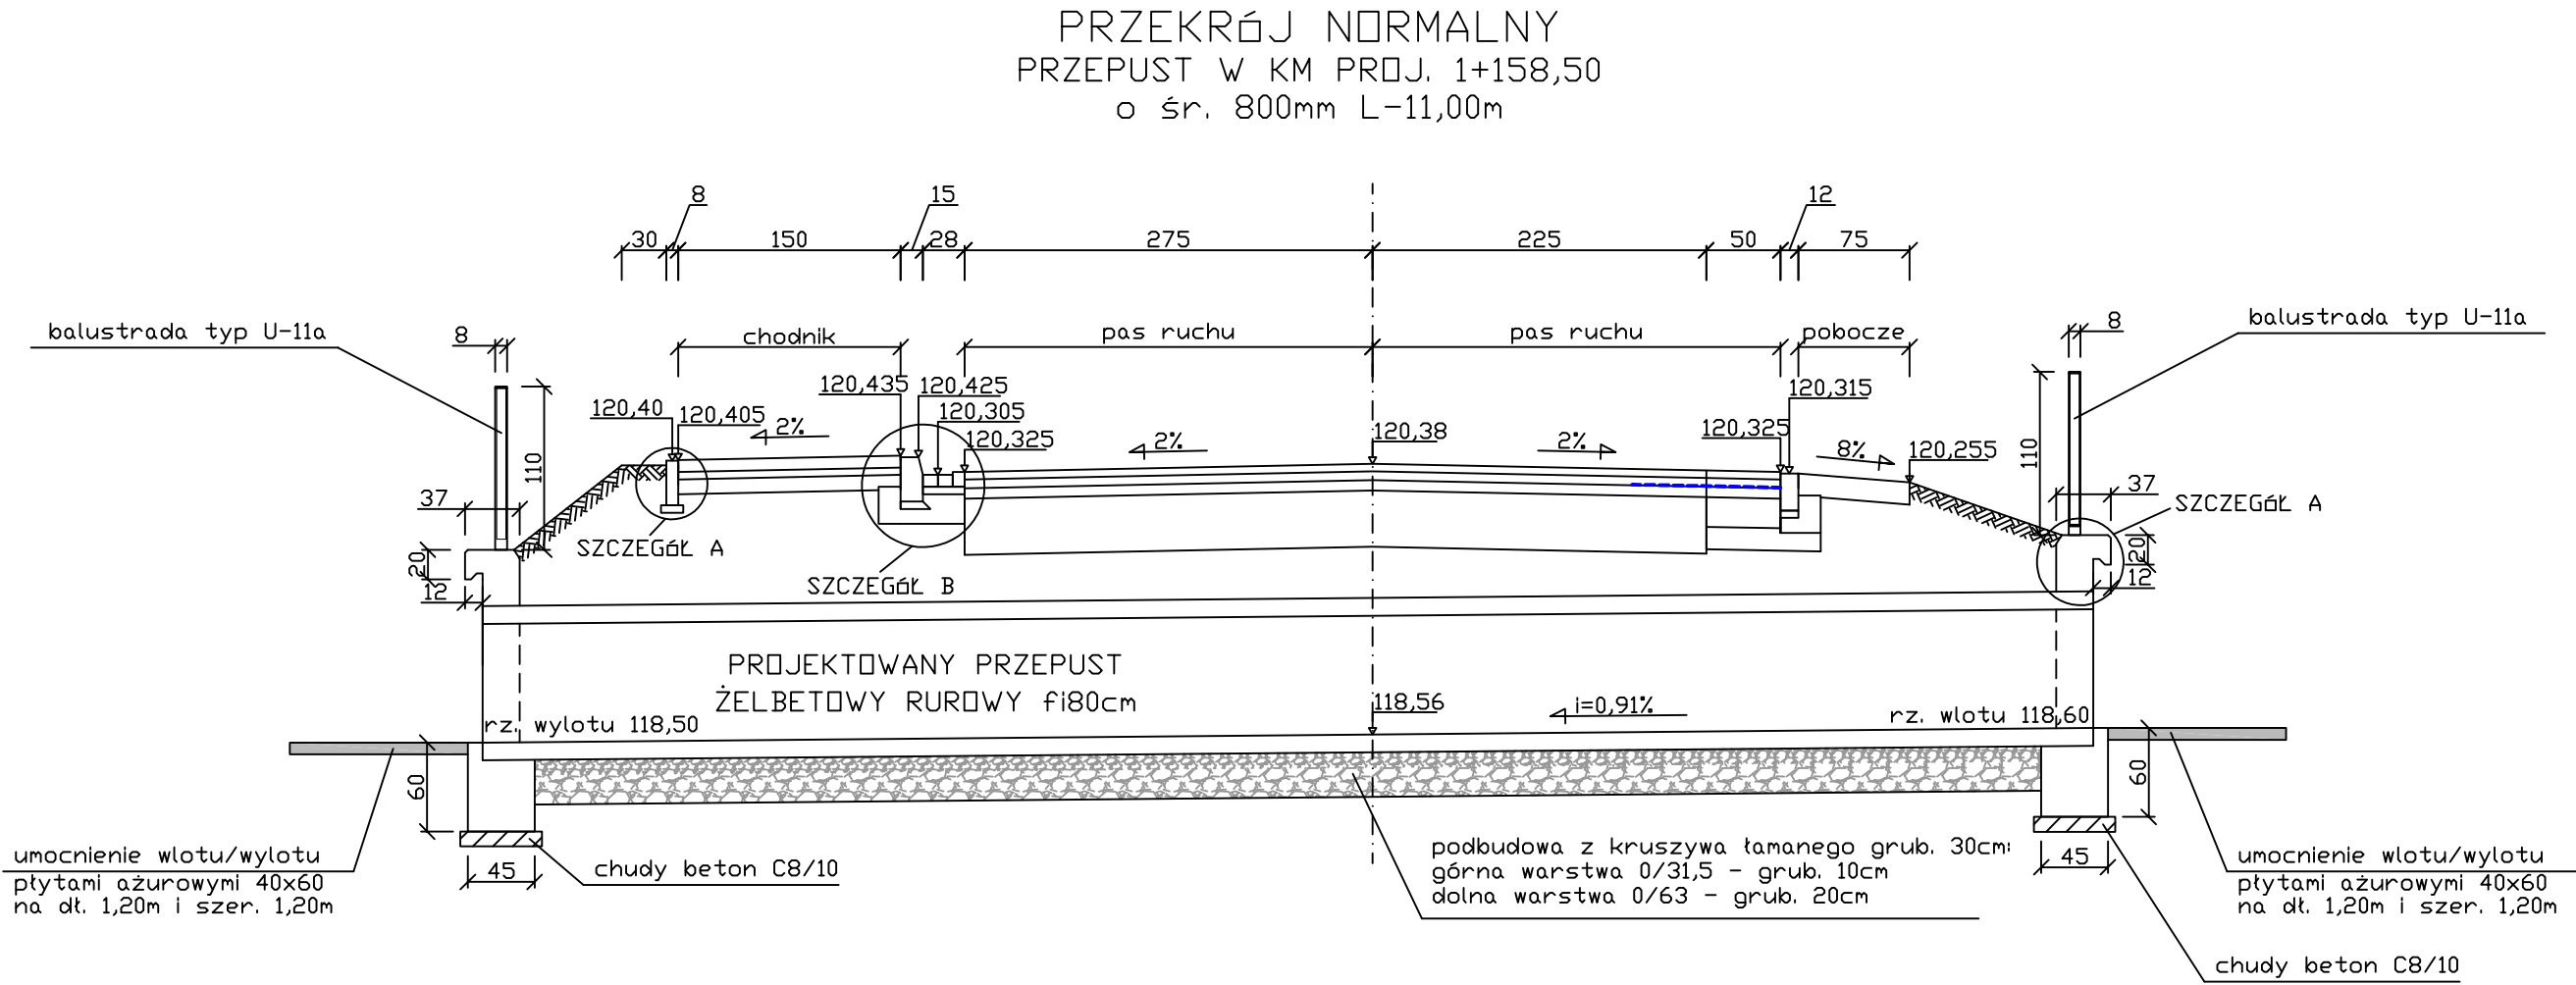 PRZEKRóJ NORMALNY
PRZEPUST W KM PROJ. 1+158,50
o śr. 800mm L-11,00m
8
15
12
30
150
28
275
225
50
75
balustrada typ U-11a
8
chodnik
pas ruchu
pas ruchu
pobocze
8
balustrada typ U-11a
120,40
120,405
2%
120,435
120,425
120,305
120,325
2%
120,38
2%
120,325
120,315
8%
120,255
110
110
37
37
20
20
12
12
SZCZEGóŁ A
SZCZEGóŁ B
SZCZEGóŁ A
PROJEKTOWANY PRZEPUST
ŻELBETOWY RUROWY fi80cm
rz. wylotu 118,50
118,56
i=0,91%
rz. wlotu 118,60
60
60
45
45
umocnienie wlotu/wylotu
płytami ażurowymi 40x60
na dł. 1,20m i szer. 1,20m
chudy beton C8/10
podbudowa z kruszywa łamanego grub. 30cm:
górna warstwa 0/31,5 - grub. 10cm
dolna warstwa 0/63 - grub. 20cm
umocnienie wlotu/wylotu
płytami ażurowymi 40x60
na dł. 1,20m i szer. 1,20m
chudy beton C8/10